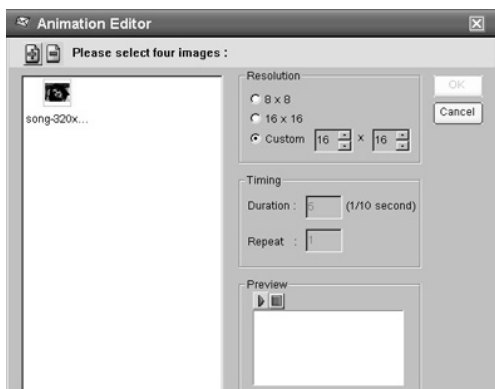 Animation Editor
Please select four images :
song-320x...
Resolution
8 x 8
16 x 16
Custom 16 x 16
OK
Cancel
Timing
Duration : 5 (1/10 second)
Repeat : 1
Preview